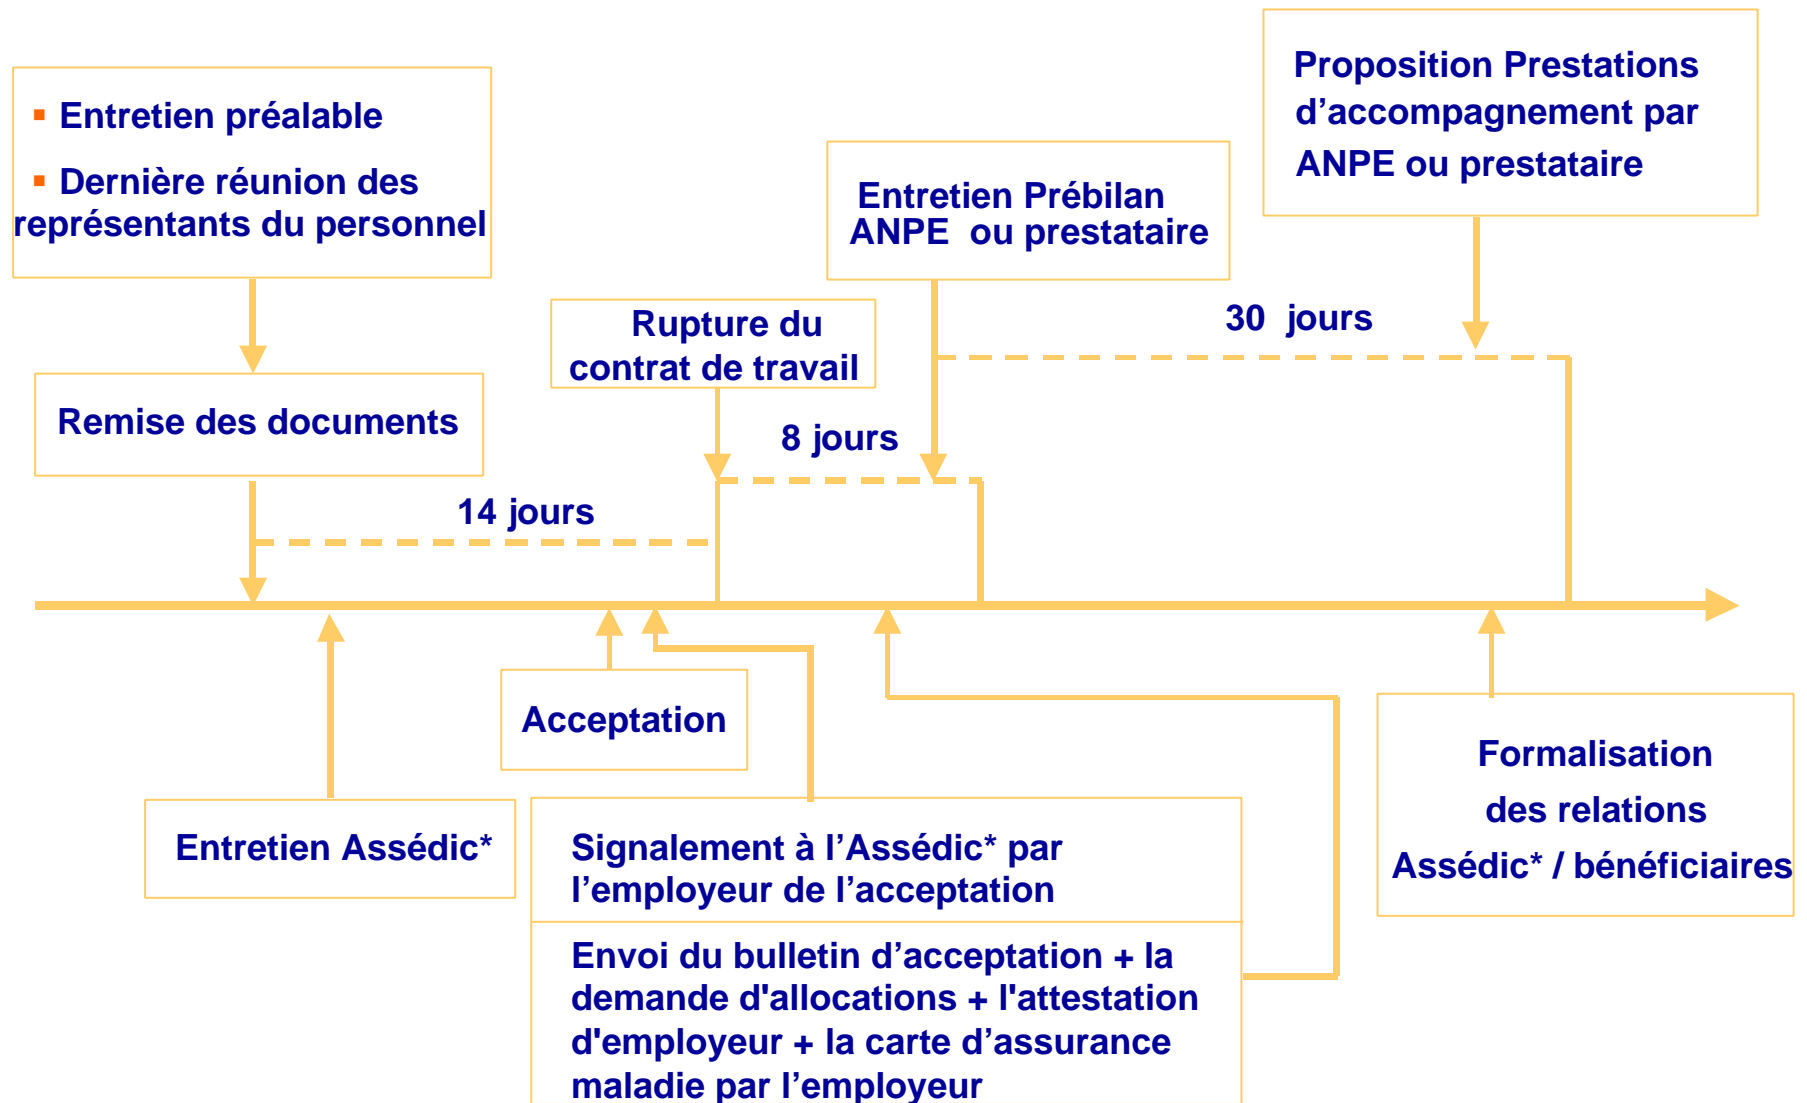 ▪ Entretien préalable
▪ Dernière réunion des
représentants du personnel
Proposition Prestations
d’accompagnement par
ANPE ou prestataire
Entretien Prébilan
ANPE ou prestataire
Rupture du
contrat de travail
30 jours
Remise des documents
8 jours
14 jours
Acceptation
Entretien Assédic*
Signalement à l’Assédic* par
l’employeur de l’acceptation
Envoi du bulletin d’acceptation + la
demande d'allocations + l'attestation
d'employeur + la carte d’assurance
maladie par l’employeur
Formalisation
des relations
Assédic* / bénéficiaires